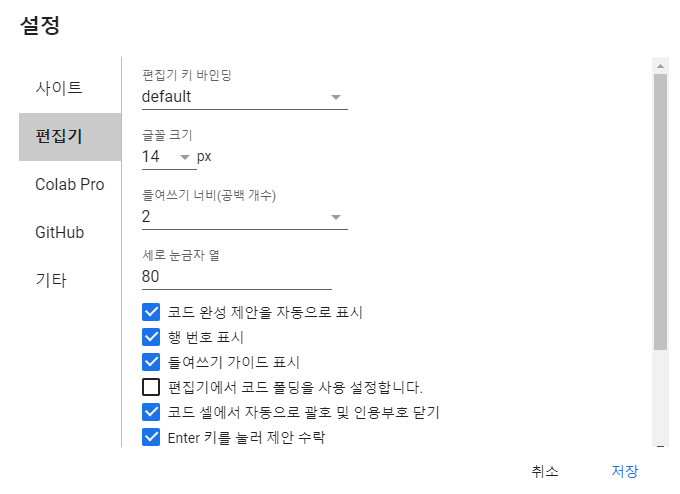 설정
사이트
편집기
Colab Pro
GitHub
기타
편집기 키 바인딩
default
글꼴 크기
14 px
들여쓰기 너비(공백 개수)
2
세로 눈금자 열
80
코드 완성 제안을 자동으로 표시
행 번호 표시
들여쓰기 가이드 표시
편집기에서 코드 폴딩을 사용 설정합니다.
코드 셀에서 자동으로 괄호 및 인용부호 닫기
Enter 키를 눌러 제안 수락
취소 저장